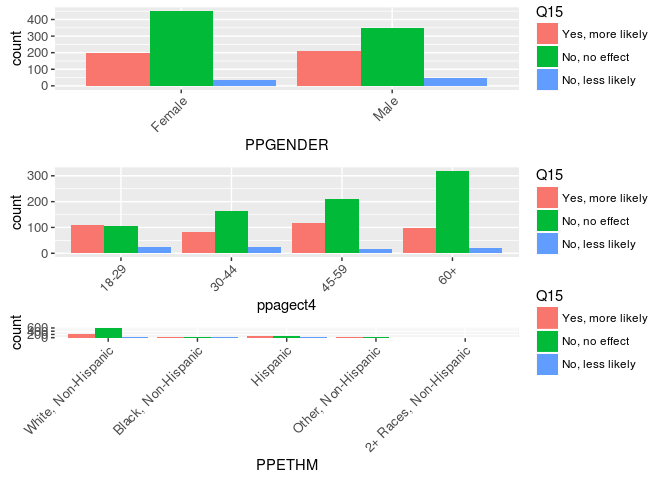 count
400
300
200
100
0
Female
Male
PPGENDER
Q15
Yes, more likely
No, no effect
No, less likely
count
300
200
100
0
18-29
30-44
45-59
60+
ppagect4
Q15
Yes, more likely
No, no effect
No, less likely
count
600
200
0
White, Non-Hispanic
Black, Non-Hispanic
Hispanic
Other, Non-Hispanic
2+ Races, Non-Hispanic
PPETHM
Q15
Yes, more likely
No, no effect
No, less likely